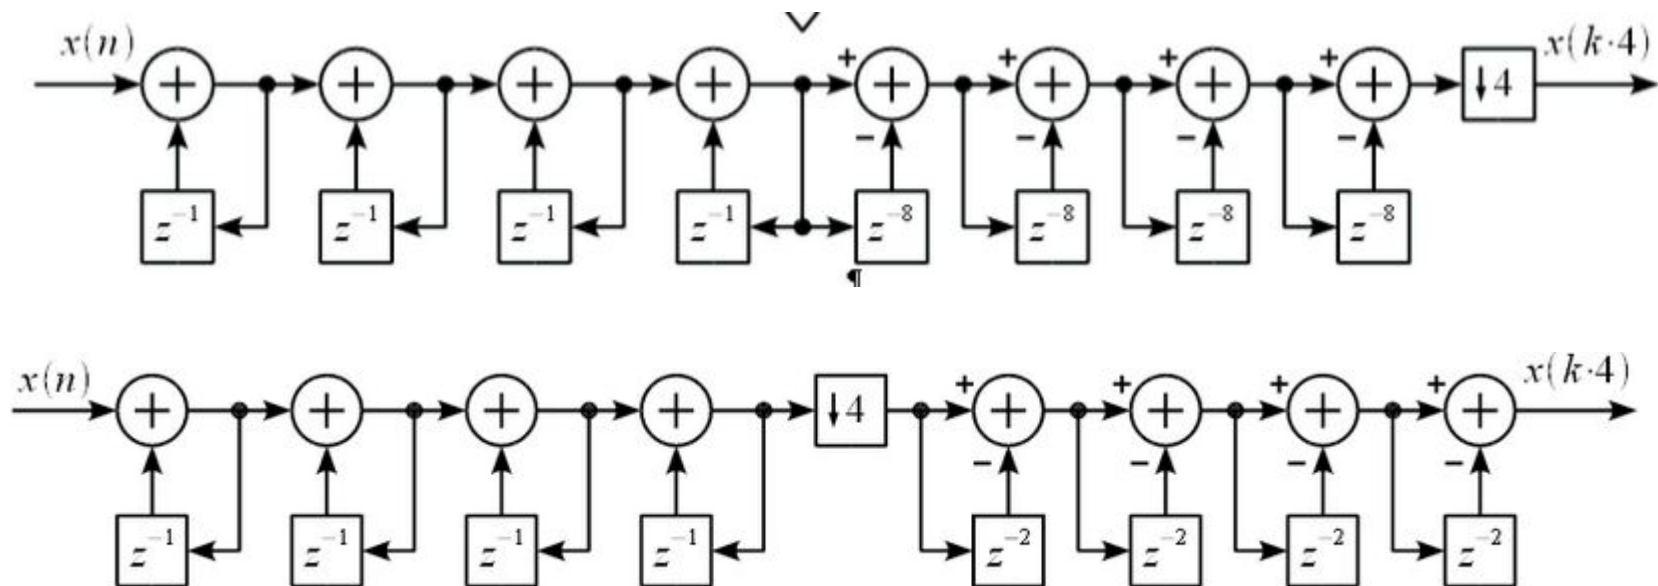 x(n) + + + + + + + - + + - + + - + + - ↓4 x(k·4)
z⁻¹ z⁻¹ z⁻¹ z⁻¹ z⁻⁸ z⁻⁸ z⁻⁸ z⁻⁸
¶
x(n) + + + + ↓4 + + - + + - + + - + + - x(k·4)
z⁻¹ z⁻¹ z⁻¹ z⁻¹ z⁻² z⁻² z⁻² z⁻²